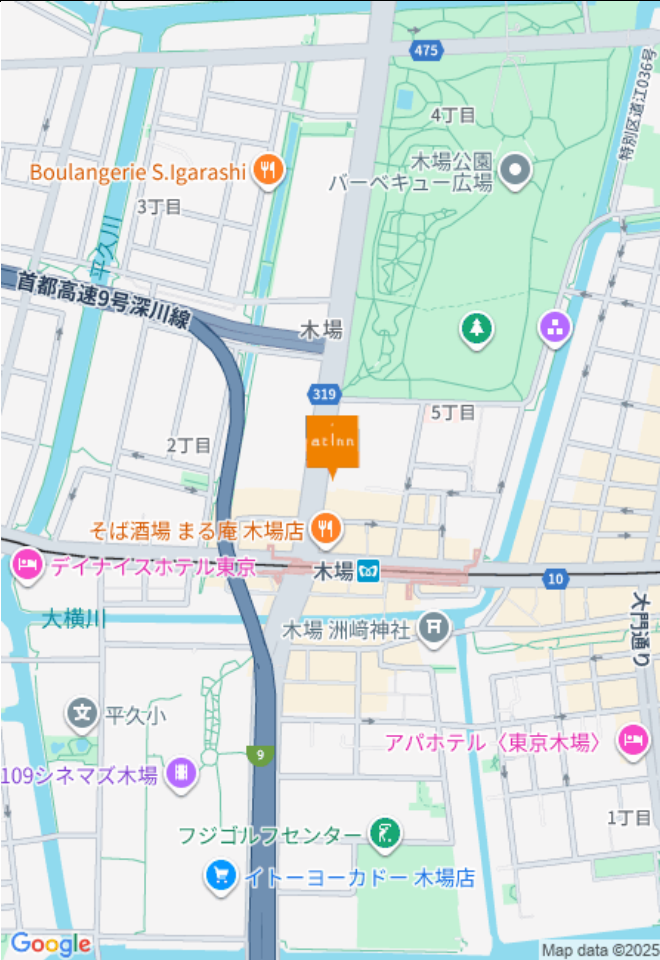 475
特別区道江036号
4丁目
木場公園
バーベキュー広場
Boulangerie S.Igarashi
3丁目
平久川
首都高速9号深川線
木場
319
5丁目
atInn
2丁目
そば酒場 まる庵 木場店
デイナイスホテル東京
木場
10
大横川
木場 洲﨑神社
大門通り
文
平久小
アパホテル〈東京木場〉
9
109シネマズ木場
1丁目
フジゴルフセンター
イトーヨーカドー 木場店
Google
Map data ©2025